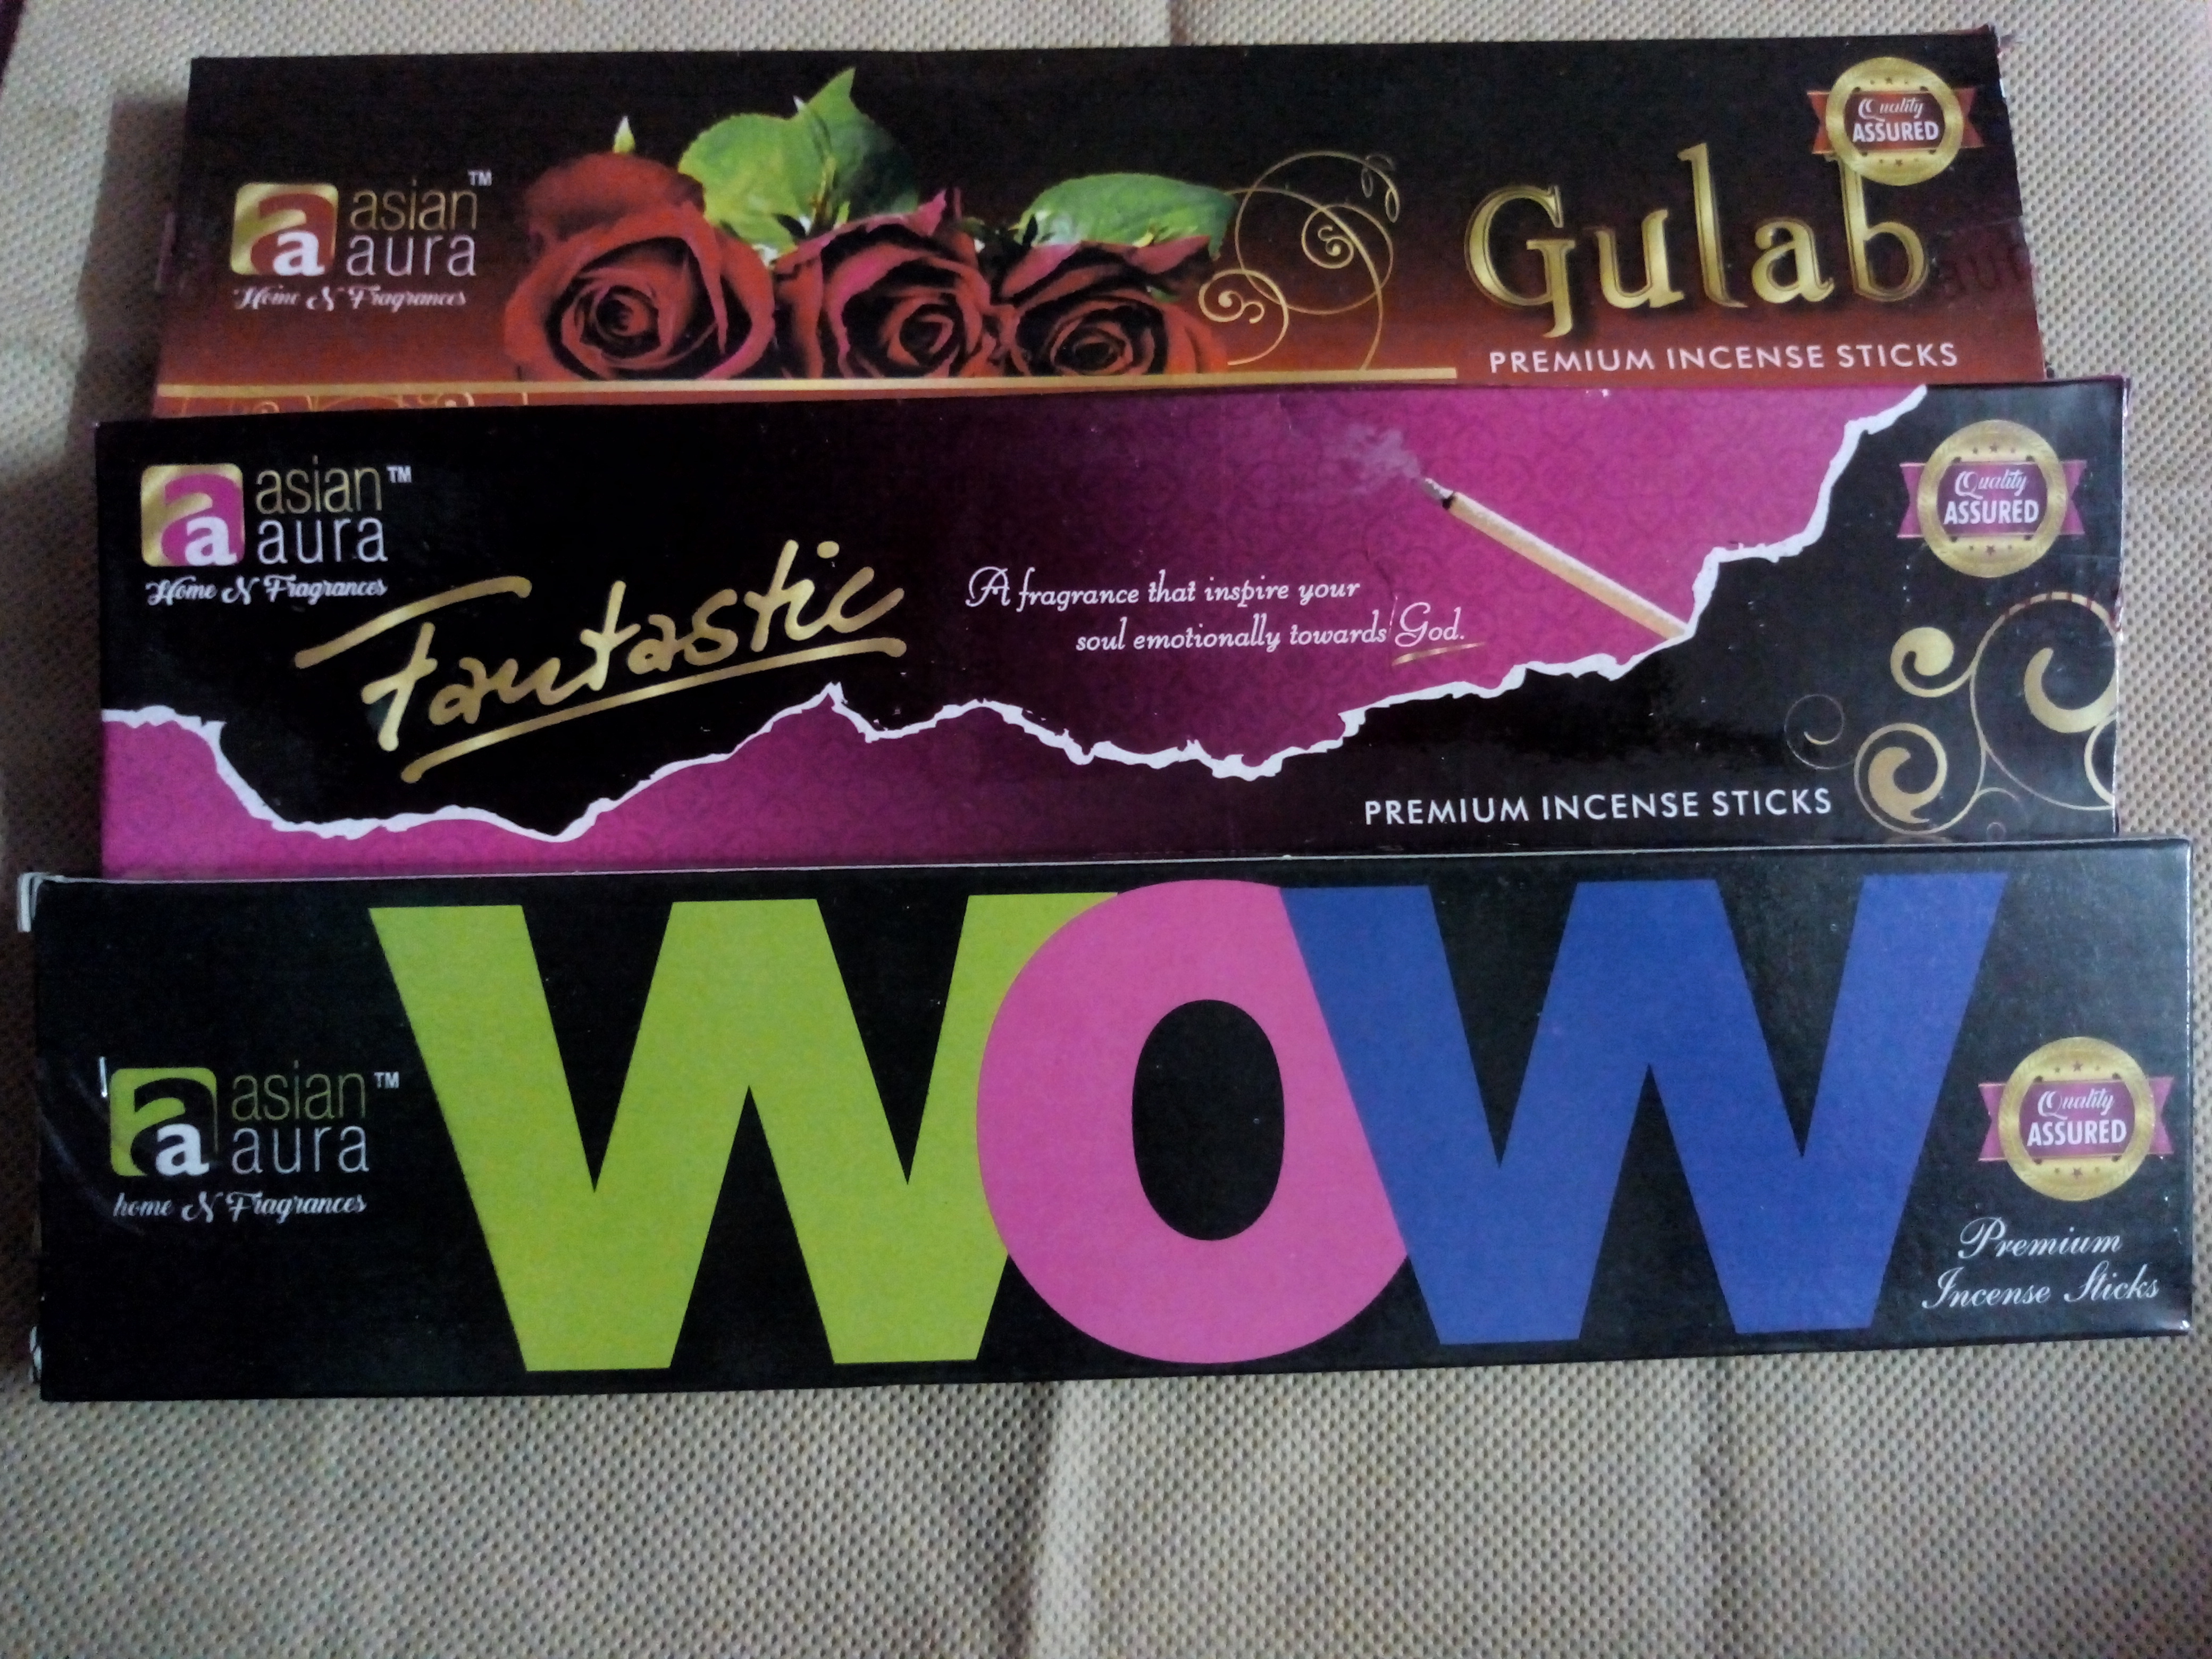 a
a
asian™
aura
Home N Fragrances
Gulab
PREMIUM INCENSE STICKS
Quality
ASSURED
a
a
asian™
aura
Home N Fragrances
Fantastic
A fragrance that inspire your
soul emotionally towards God.
PREMIUM INCENSE STICKS
Quality
ASSURED
a
a
asian™
aura
home N Fragrances
WOW
Quality
ASSURED
Premium
Incense Sticks